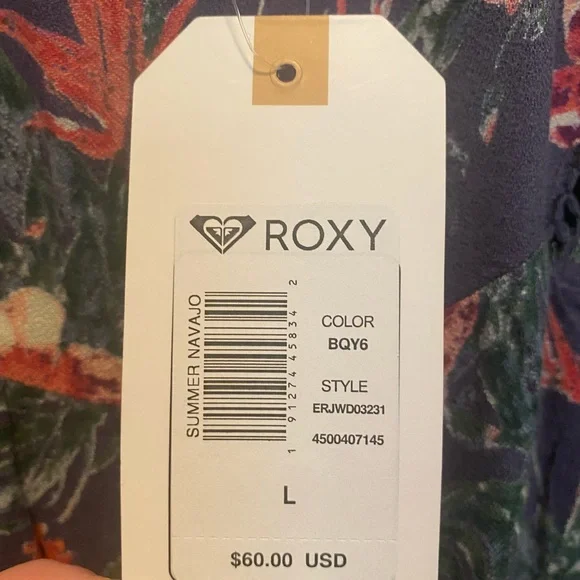 ROXY
SUMMER NAVAJO
1 91274 45834 2
COLOR
BQY6
STYLE
ERJWD03231
4500407145
L
$60.00 USD